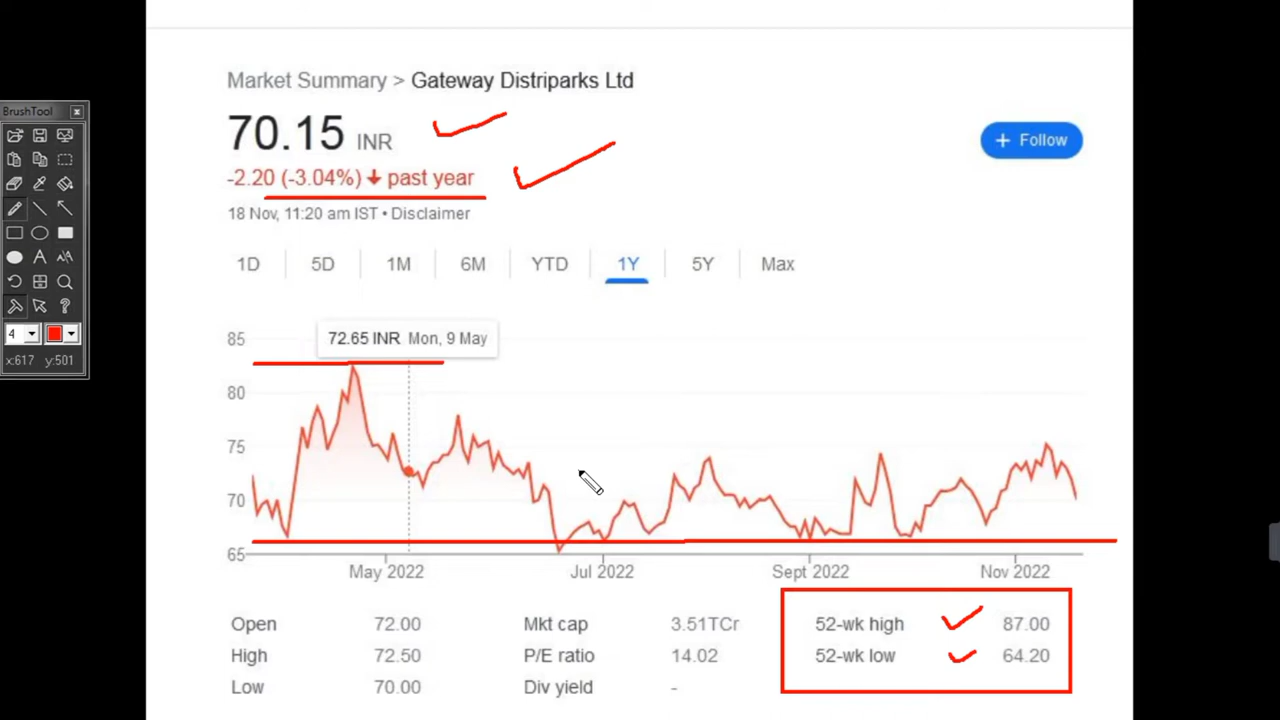 BrushTool x
Market Summary > Gateway Distriparks Ltd
70.15 INR
+ Follow
-2.20 (-3.04%) ↓ past year
18 Nov, 11:20 am IST • Disclaimer
1D 5D 1M 6M YTD 1Y 5Y Max
72.65 INR Mon, 9 May
85
80
75
70
65
May 2022 Jul 2022 Sept 2022 Nov 2022
Open 72.00 Mkt cap 3.51TCr 52-wk high 87.00
High 72.50 P/E ratio 14.02 52-wk low 64.20
Low 70.00 Div yield -
4
x:617 y:501